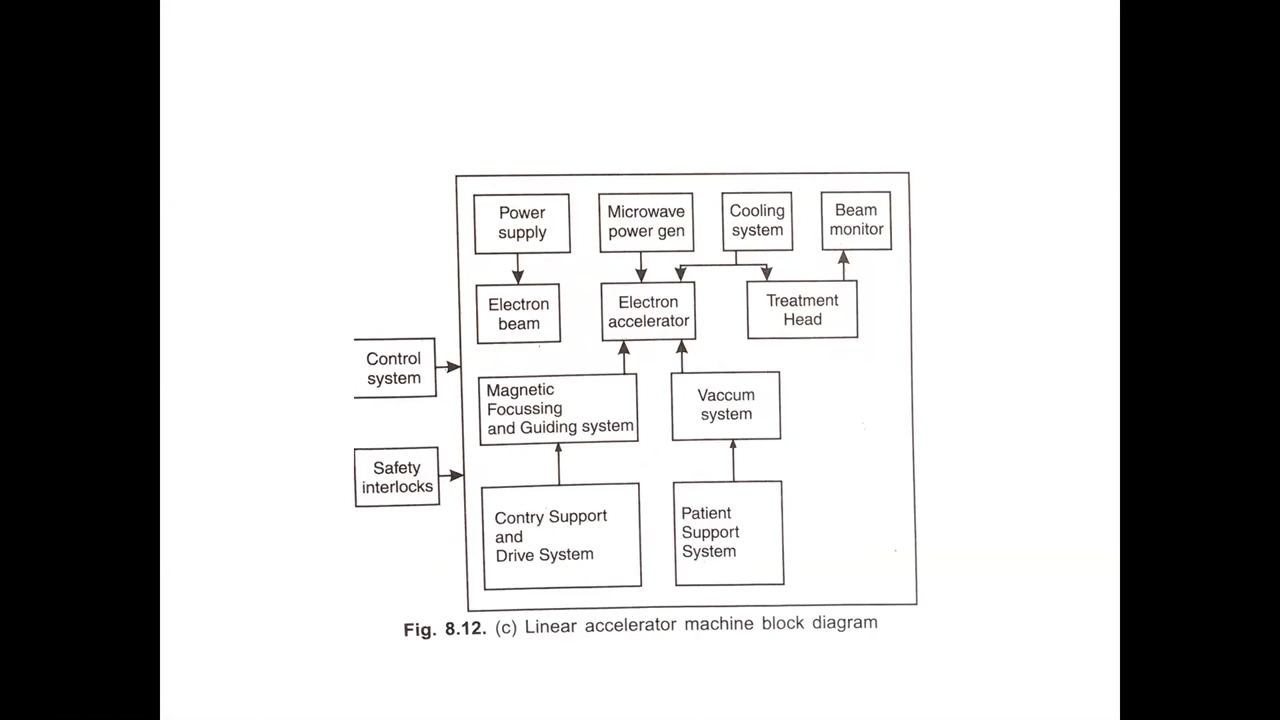 Power
supply
Microwave
power gen
Cooling
system
Beam
monitor
Electron
beam
Electron
accelerator
Treatment
Head
Control
system
Magnetic
Focussing
and Guiding system
Vaccum
system
Safety
interlocks
Contry Support
and
Drive System
Patient
Support
System
Fig. 8.12. (c) Linear accelerator machine block diagram